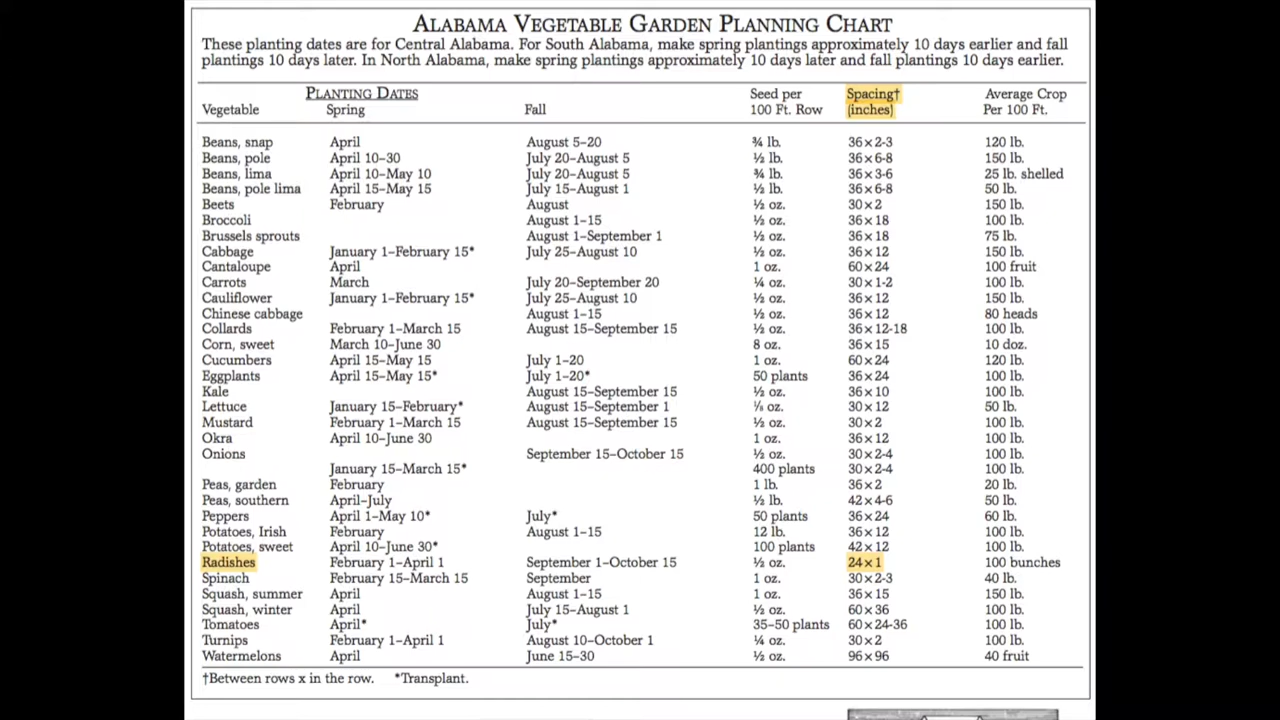 ALABAMA VEGETABLE GARDEN PLANNING CHART
These planting dates are for Central Alabama. For South Alabama, make spring plantings approximately 10 days earlier and fall
plantings 10 days later. In North Alabama, make spring plantings approximately 10 days later and fall plantings 10 days earlier.
PLANTING DATES Seed per Spacing† Average Crop
Vegetable Spring Fall 100 Ft. Row (inches) Per 100 Ft.
Beans, snap April August 5–20 ¾ lb. 36×2-3 120 lb.
Beans, pole April 10–30 July 20–August 5 ½ lb. 36×6-8 150 lb.
Beans, lima April 10–May 10 July 20–August 5 ¾ lb. 36×3-6 25 lb. shelled
Beans, pole lima April 15–May 15 July 15–August 1 ½ lb. 36×6-8 50 lb.
Beets February August ½ oz. 30×2 150 lb.
Broccoli August 1–15 ½ oz. 36×18 100 lb.
Brussels sprouts August 1–September 1 ½ oz. 36×18 75 lb.
Cabbage January 1–February 15* July 25–August 10 ½ oz. 36×12 150 lb.
Cantaloupe April 1 oz. 60×24 100 fruit
Carrots March July 20–September 20 ¼ oz. 30×1-2 100 lb.
Cauliflower January 1–February 15* July 25–August 10 ½ oz. 36×12 150 lb.
Chinese cabbage August 1–15 ½ oz. 36×12 80 heads
Collards February 1–March 15 August 15–September 15 ½ oz. 36×12-18 100 lb.
Corn, sweet March 10–June 30 8 oz. 36×15 10 doz.
Cucumbers April 15–May 15 July 1–20 1 oz. 60×24 120 lb.
Eggplants April 15–May 15* July 1–20* 50 plants 36×24 100 lb.
Kale August 15–September 15 ½ oz. 36×10 100 lb.
Lettuce January 15–February* August 15–September 1 ⅛ oz. 30×12 50 lb.
Mustard February 1–March 15 August 15–September 15 ½ oz. 30×2 100 lb.
Okra April 10–June 30 1 oz. 36×12 100 lb.
Onions September 15–October 15 ½ oz. 30×2-4 100 lb.
January 15–March 15* 400 plants 30×2-4 100 lb.
Peas, garden February 1 lb. 36×2 20 lb.
Peas, southern April–July ½ lb. 42×4-6 50 lb.
Peppers April 1–May 10* July* 50 plants 36×24 60 lb.
Potatoes, Irish February August 1–15 12 lb. 36×12 100 lb.
Potatoes, sweet April 10–June 30* 100 plants 42×12 100 lb.
Radishes February 1–April 1 September 1–October 15 ½ oz. 24×1 100 bunches
Spinach February 15–March 15 September 1 oz. 30×2-3 40 lb.
Squash, summer April August 1–15 1 oz. 36×15 150 lb.
Squash, winter April July 15–August 1 ½ oz. 60×36 100 lb.
Tomatoes April* July* 35–50 plants 60×24-36 100 lb.
Turnips February 1–April 1 August 10–October 1 ¼ oz. 30×2 100 lb.
Watermelons April June 15–30 ½ oz. 96×96 40 fruit
†Between rows x in the row. *Transplant.